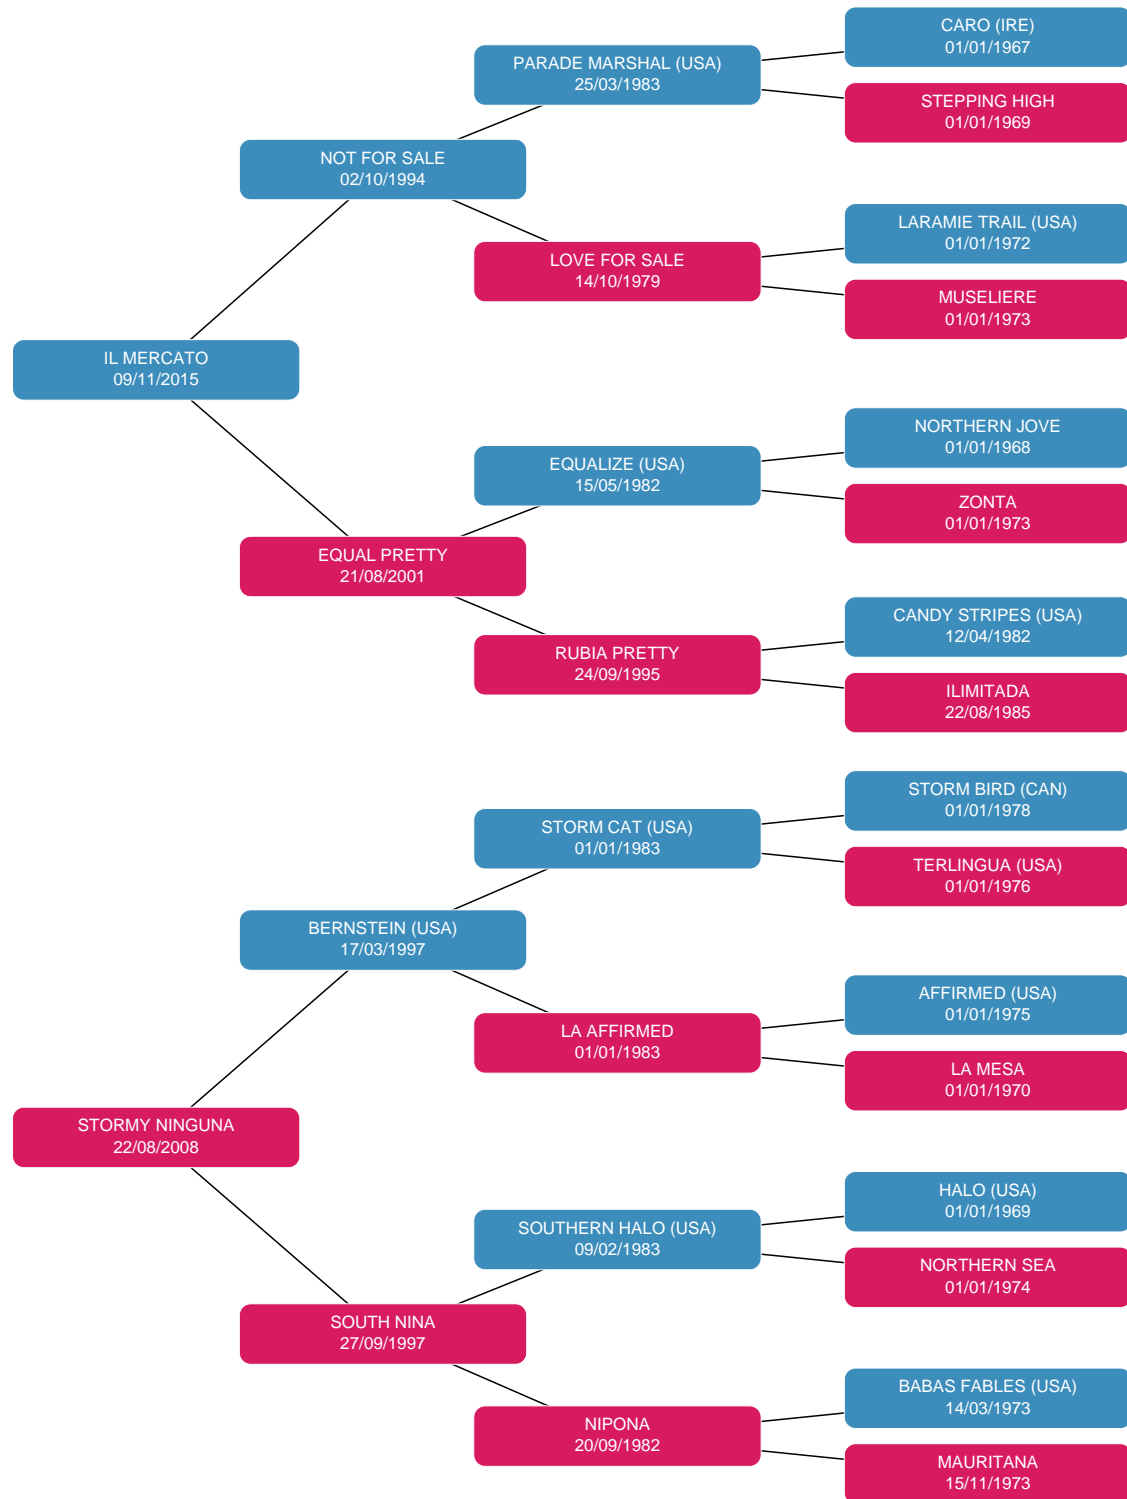 CARO (IRE)
01/01/1967
PARADE MARSHAL (USA)
25/03/1983
STEPPING HIGH
01/01/1969
NOT FOR SALE
02/10/1994
LARAMIE TRAIL (USA)
01/01/1972
LOVE FOR SALE
14/10/1979
MUSELIERE
01/01/1973
IL MERCATO
09/11/2015
NORTHERN JOVE
01/01/1968
EQUALIZE (USA)
15/05/1982
ZONTA
01/01/1973
EQUAL PRETTY
21/08/2001
CANDY STRIPES (USA)
12/04/1982
RUBIA PRETTY
24/09/1995
ILIMITADA
22/08/1985
STORM BIRD (CAN)
01/01/1978
STORM CAT (USA)
01/01/1983
TERLINGUA (USA)
01/01/1976
BERNSTEIN (USA)
17/03/1997
AFFIRMED (USA)
01/01/1975
LA AFFIRMED
01/01/1983
LA MESA
01/01/1970
STORMY NINGUNA
22/08/2008
HALO (USA)
01/01/1969
SOUTHERN HALO (USA)
09/02/1983
NORTHERN SEA
01/01/1974
SOUTH NINA
27/09/1997
BABAS FABLES (USA)
14/03/1973
NIPONA
20/09/1982
MAURITANA
15/11/1973